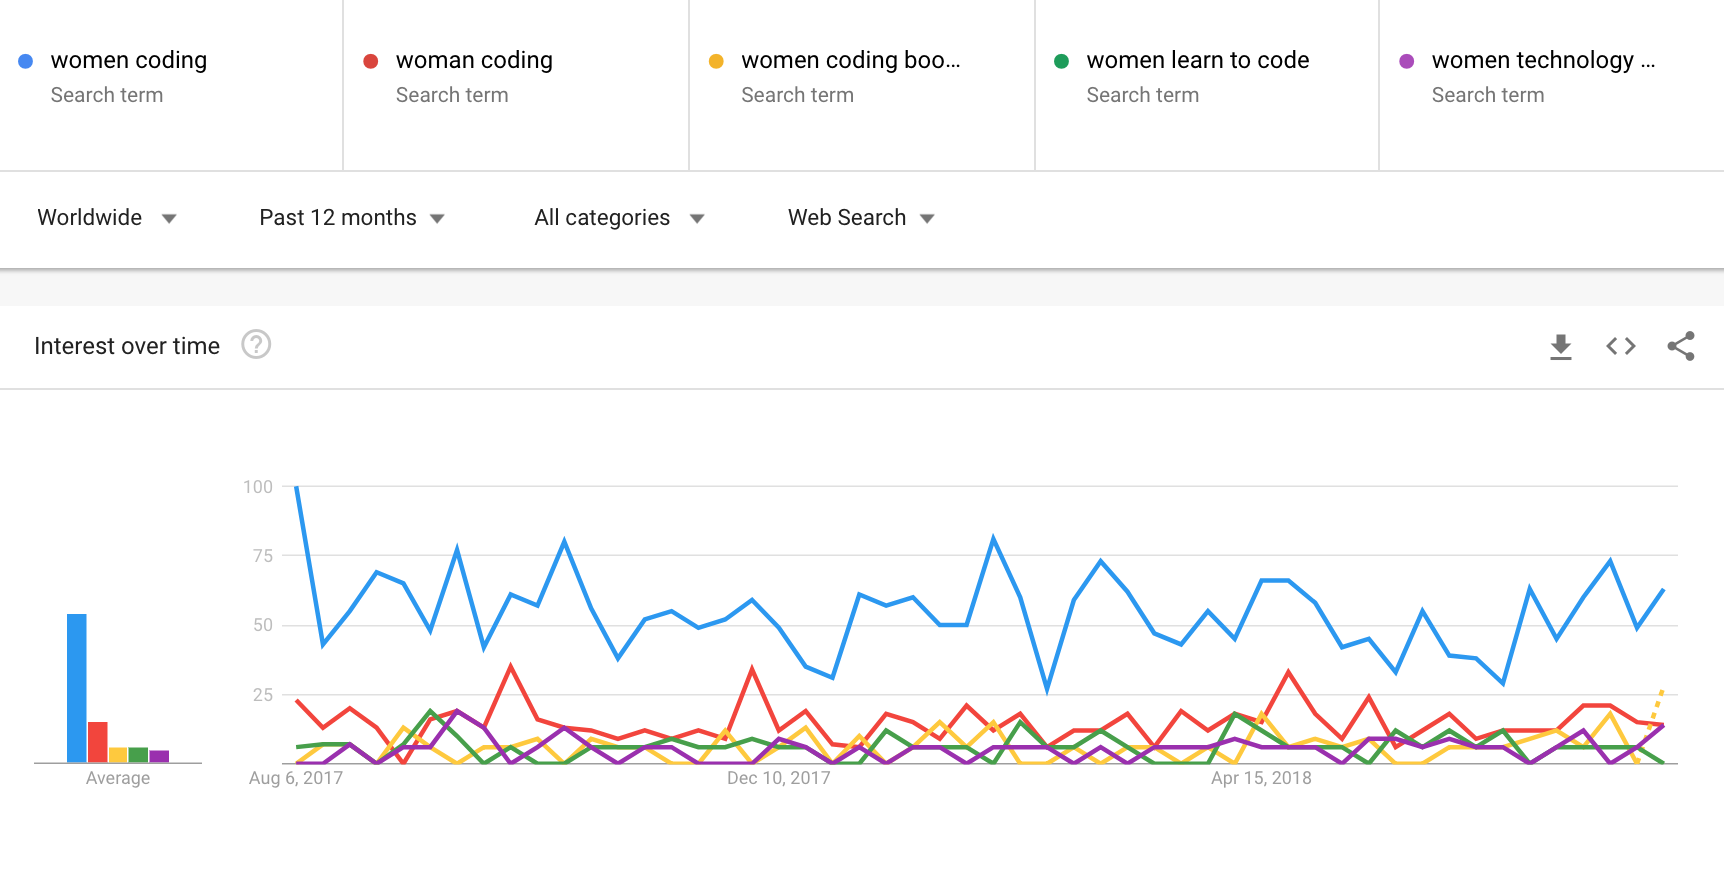 women coding
Search term
woman coding
Search term
women coding boo...
Search term
women learn to code
Search term
women technology ...
Search term
Worldwide
Past 12 months
All categories
Web Search
Interest over time
?
100
75
50
25
Average
Aug 6, 2017
Dec 10, 2017
Apr 15, 2018